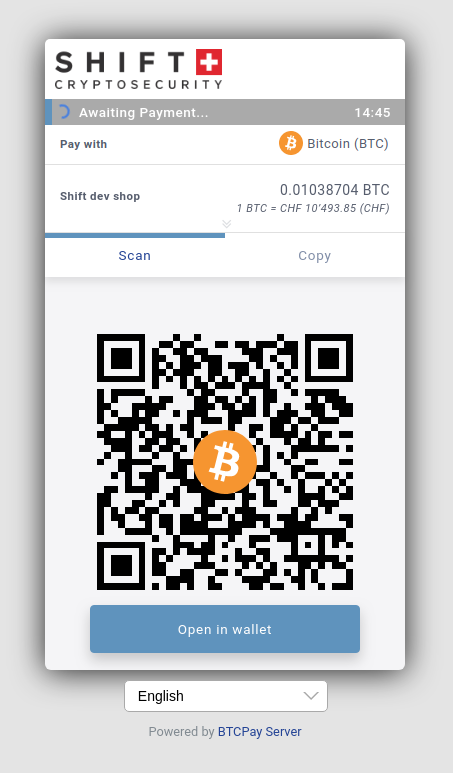 SHIFT
CRYPTOSECURITY
Awaiting Payment... 14:45
Pay with Bitcoin (BTC)
Shift dev shop 0.01038704 BTC
1 BTC = CHF 10'493.85 (CHF)
Scan Copy
Open in wallet
English
Powered by BTCPay Server